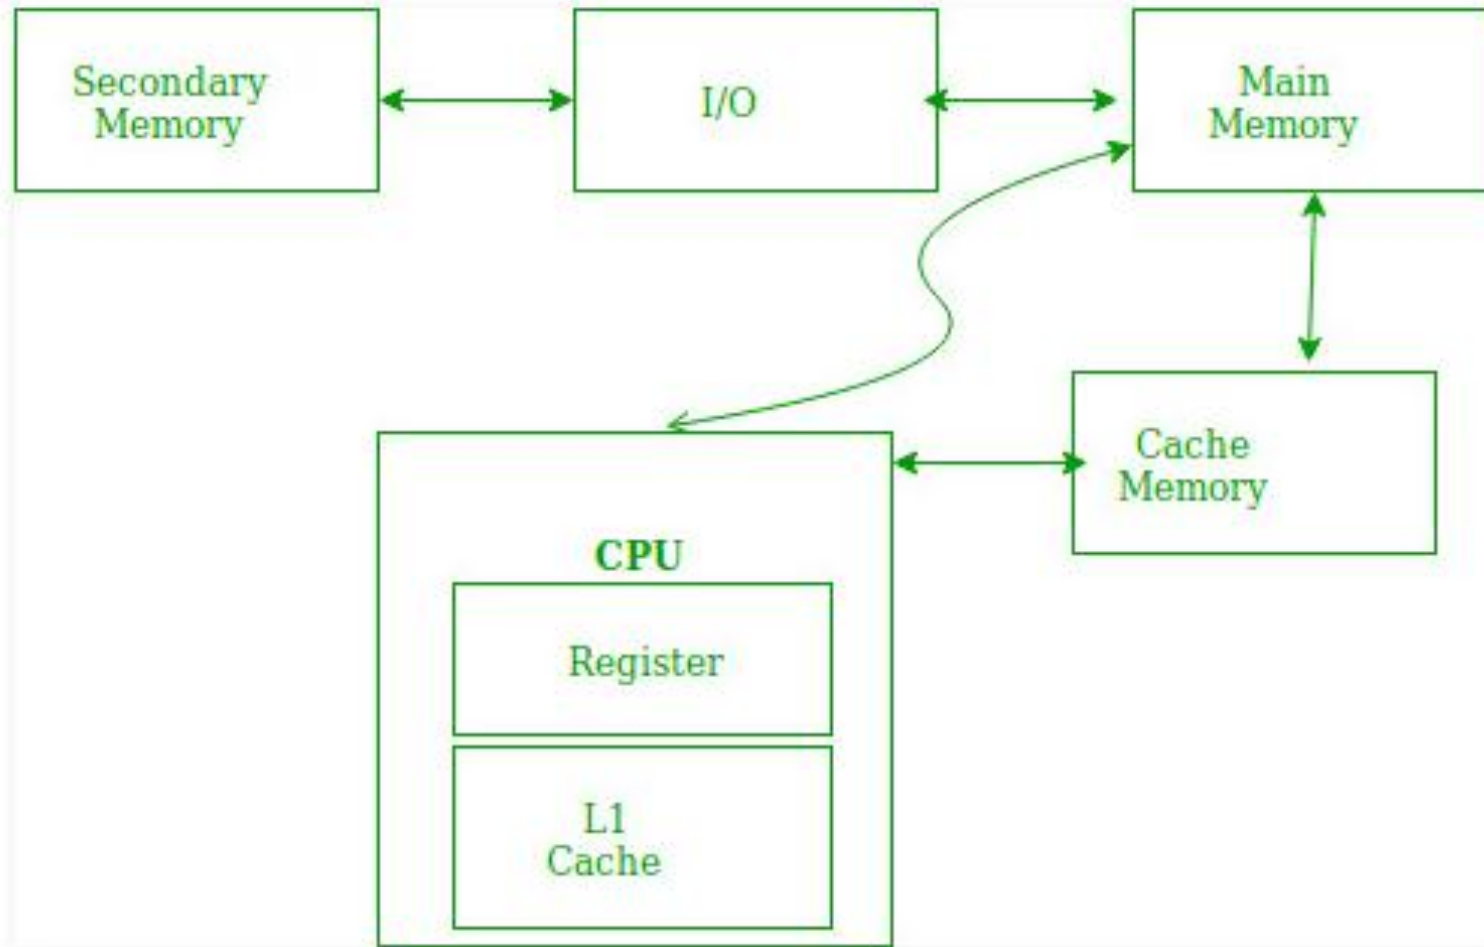 Secondary
Memory
I/O
Main
Memory
Cache
Memory
CPU
Register
L1
Cache